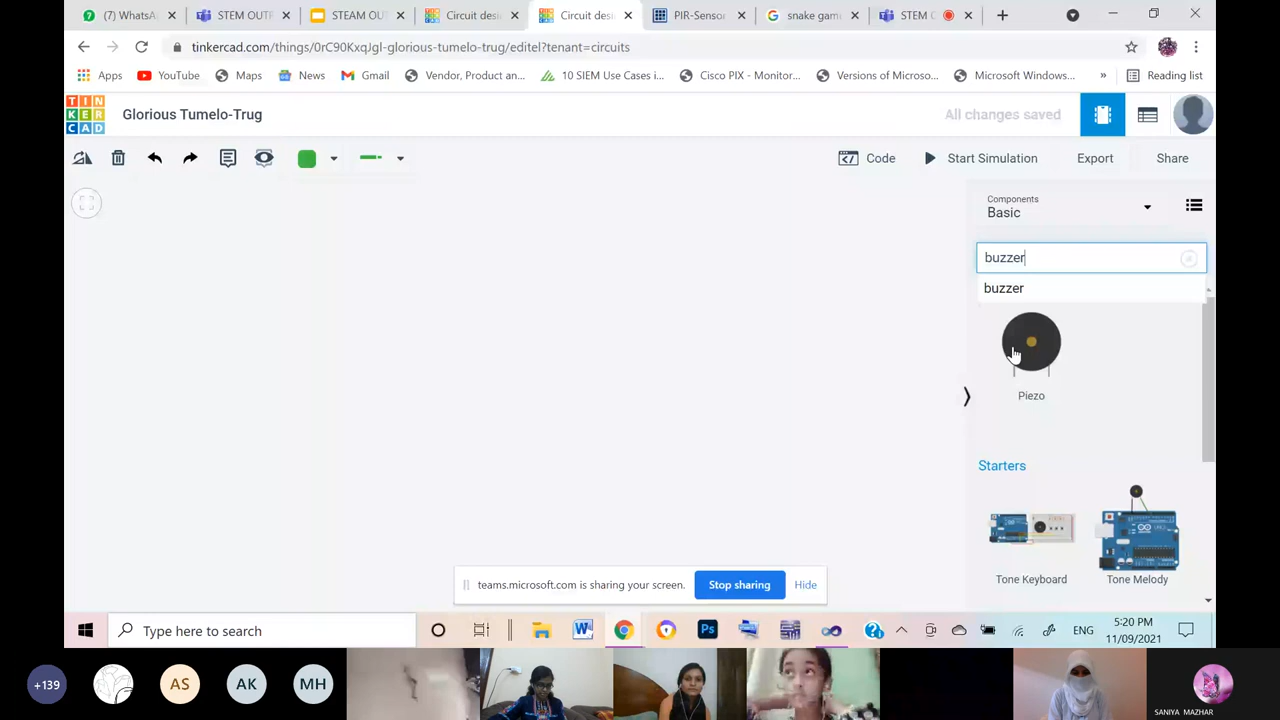 (7) WhatsA
STEM OUTF
STEAM OU
Circuit desi
Circuit desi
PIR-Sensor
snake gam
STEM C
tinkercad.com/things/0rC90KxqJgl-glorious-tumelo-trug/editel?tenant=circuits
Apps
YouTube
Maps
News
Gmail
Vendor, Product an...
10 SIEM Use Cases i...
Cisco PIX - Monitor...
Versions of Microso...
Microsoft Windows...
»
Reading list
TIN
KER
CAD
Glorious Tumelo-Trug
All changes saved
Code
Start Simulation
Export
Share
Components
Basic
buzzer
buzzer
Piezo
Starters
Tone Keyboard
Tone Melody
teams.microsoft.com is sharing your screen.
Stop sharing
Hide
Type here to search
ENG
5:20 PM
11/09/2021
+139
AS
AK
MH
SANIYA MAZHAR